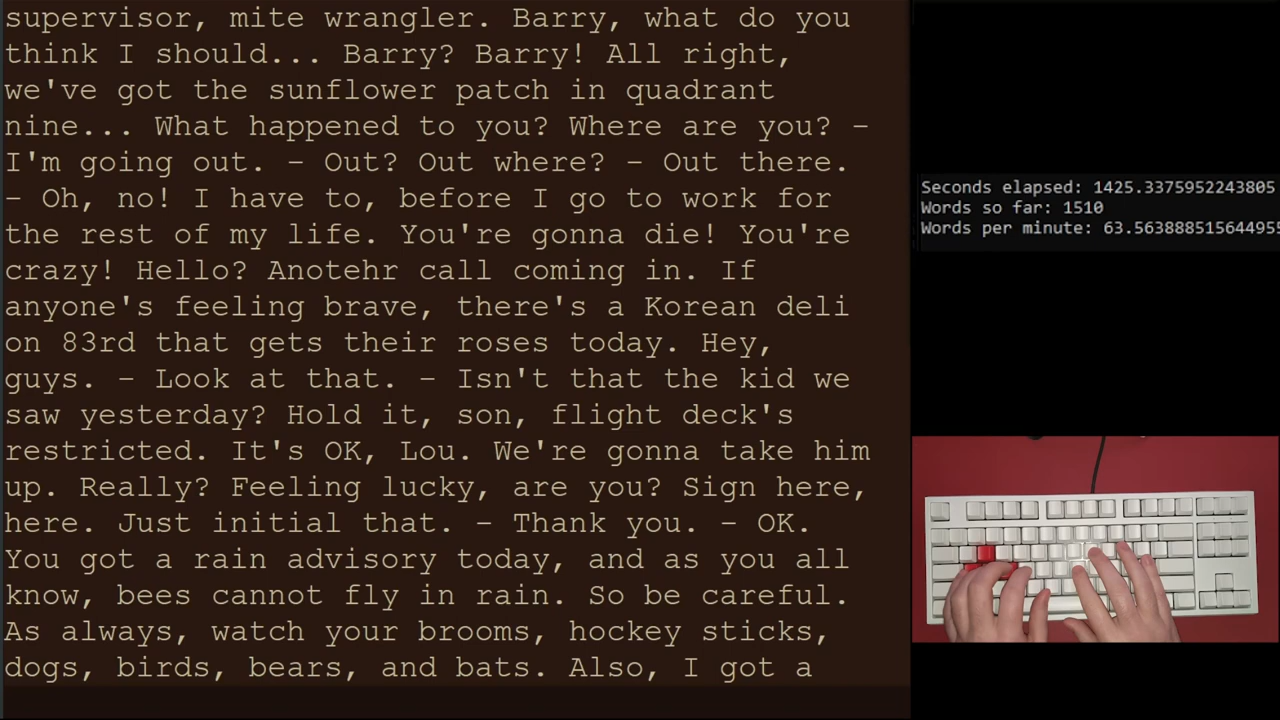 supervisor, mite wrangler. Barry, what do you
think I should... Barry? Barry! All right,
we've got the sunflower patch in quadrant
nine... What happened to you? Where are you? –
I'm going out. – Out? Out where? – Out there.
– Oh, no! I have to, before I go to work for
the rest of my life. You're gonna die! You're
crazy! Hello? Anotehr call coming in. If
anyone's feeling brave, there's a Korean deli
on 83rd that gets their roses today. Hey,
guys. – Look at that. – Isn't that the kid we
saw yesterday? Hold it, son, flight deck's
restricted. It's OK, Lou. We're gonna take him
up. Really? Feeling lucky, are you? Sign here,
here. Just initial that. – Thank you. – OK.
You got a rain advisory today, and as you all
know, bees cannot fly in rain. So be careful.
As always, watch your brooms, hockey sticks,
dogs, birds, bears, and bats. Also, I got a
Seconds elapsed: 1425.3375952243805
Words so far: 1510
Words per minute: 63.563888515644955